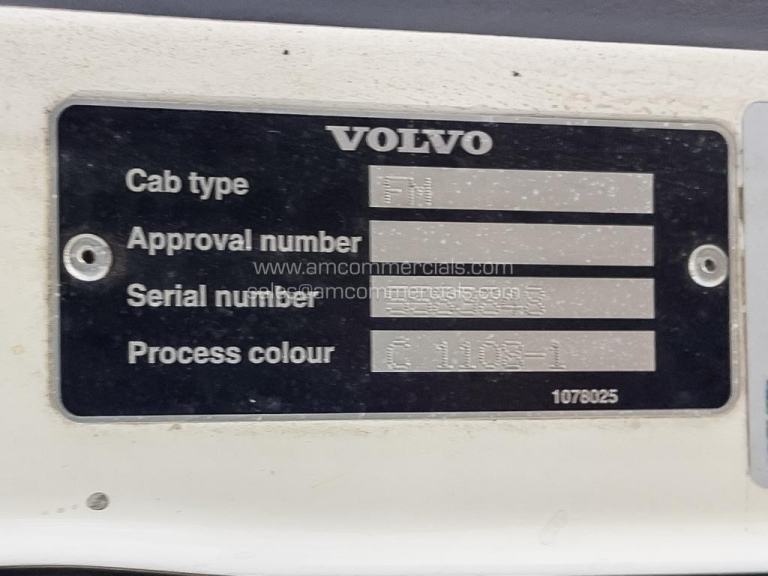 VOLVO
Cab type FM
Approval number
www.amcommercials.com
Serial number
sales@amcommercials.com
Process colour C 1108-1
1078025